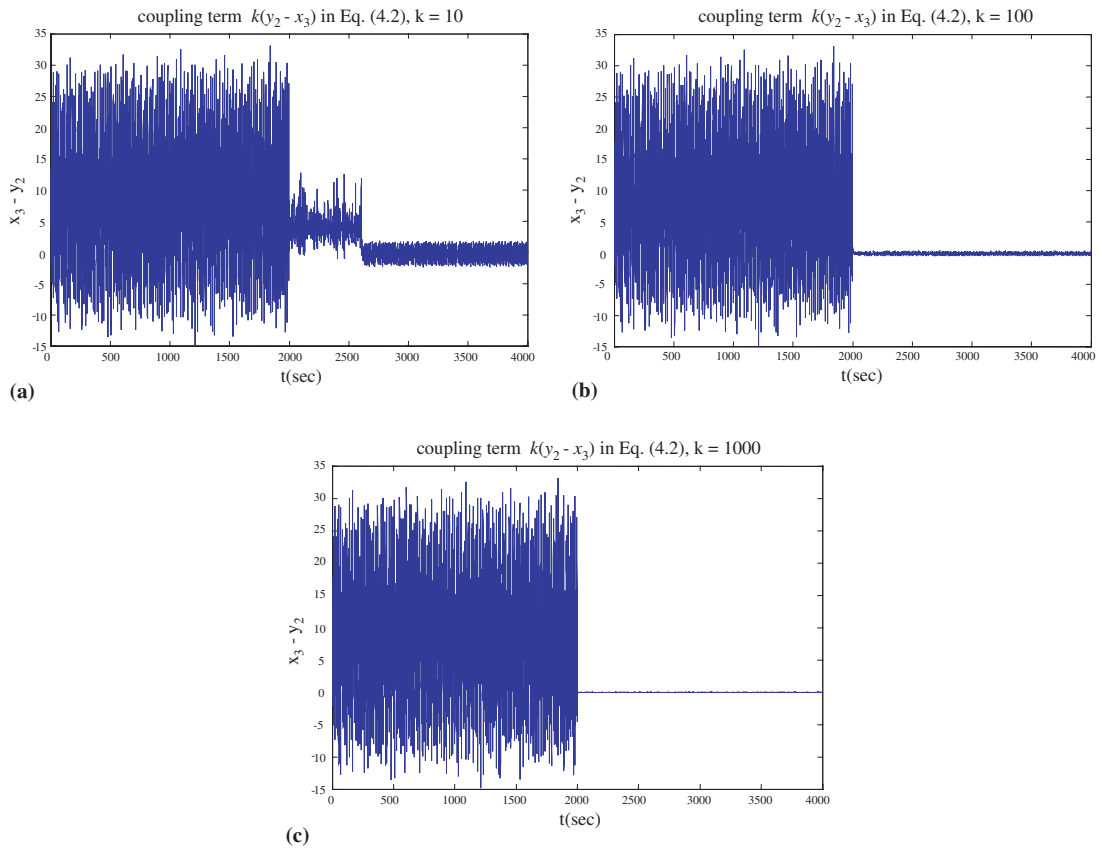 coupling term k(y₂ - x₃) in Eq. (4.2), k = 10
35
30
25
20
15
10
5
0
-5
-10
-15
x₃ - y₂
0 500 1000 1500 2000 2500 3000 3500 4000
t(sec)
(a)
coupling term k(y₂ - x₃) in Eq. (4.2), k = 100
35
30
25
20
15
10
5
0
-5
-10
-15
x₃ - y₂
0 500 1000 1500 2000 2500 3000 3500 4000
t(sec)
(b)
coupling term k(y₂ - x₃) in Eq. (4.2), k = 1000
35
30
25
20
15
10
5
0
-5
-10
-15
x₃ - y₂
0 500 1000 1500 2000 2500 3000 3500 4000
t(sec)
(c)